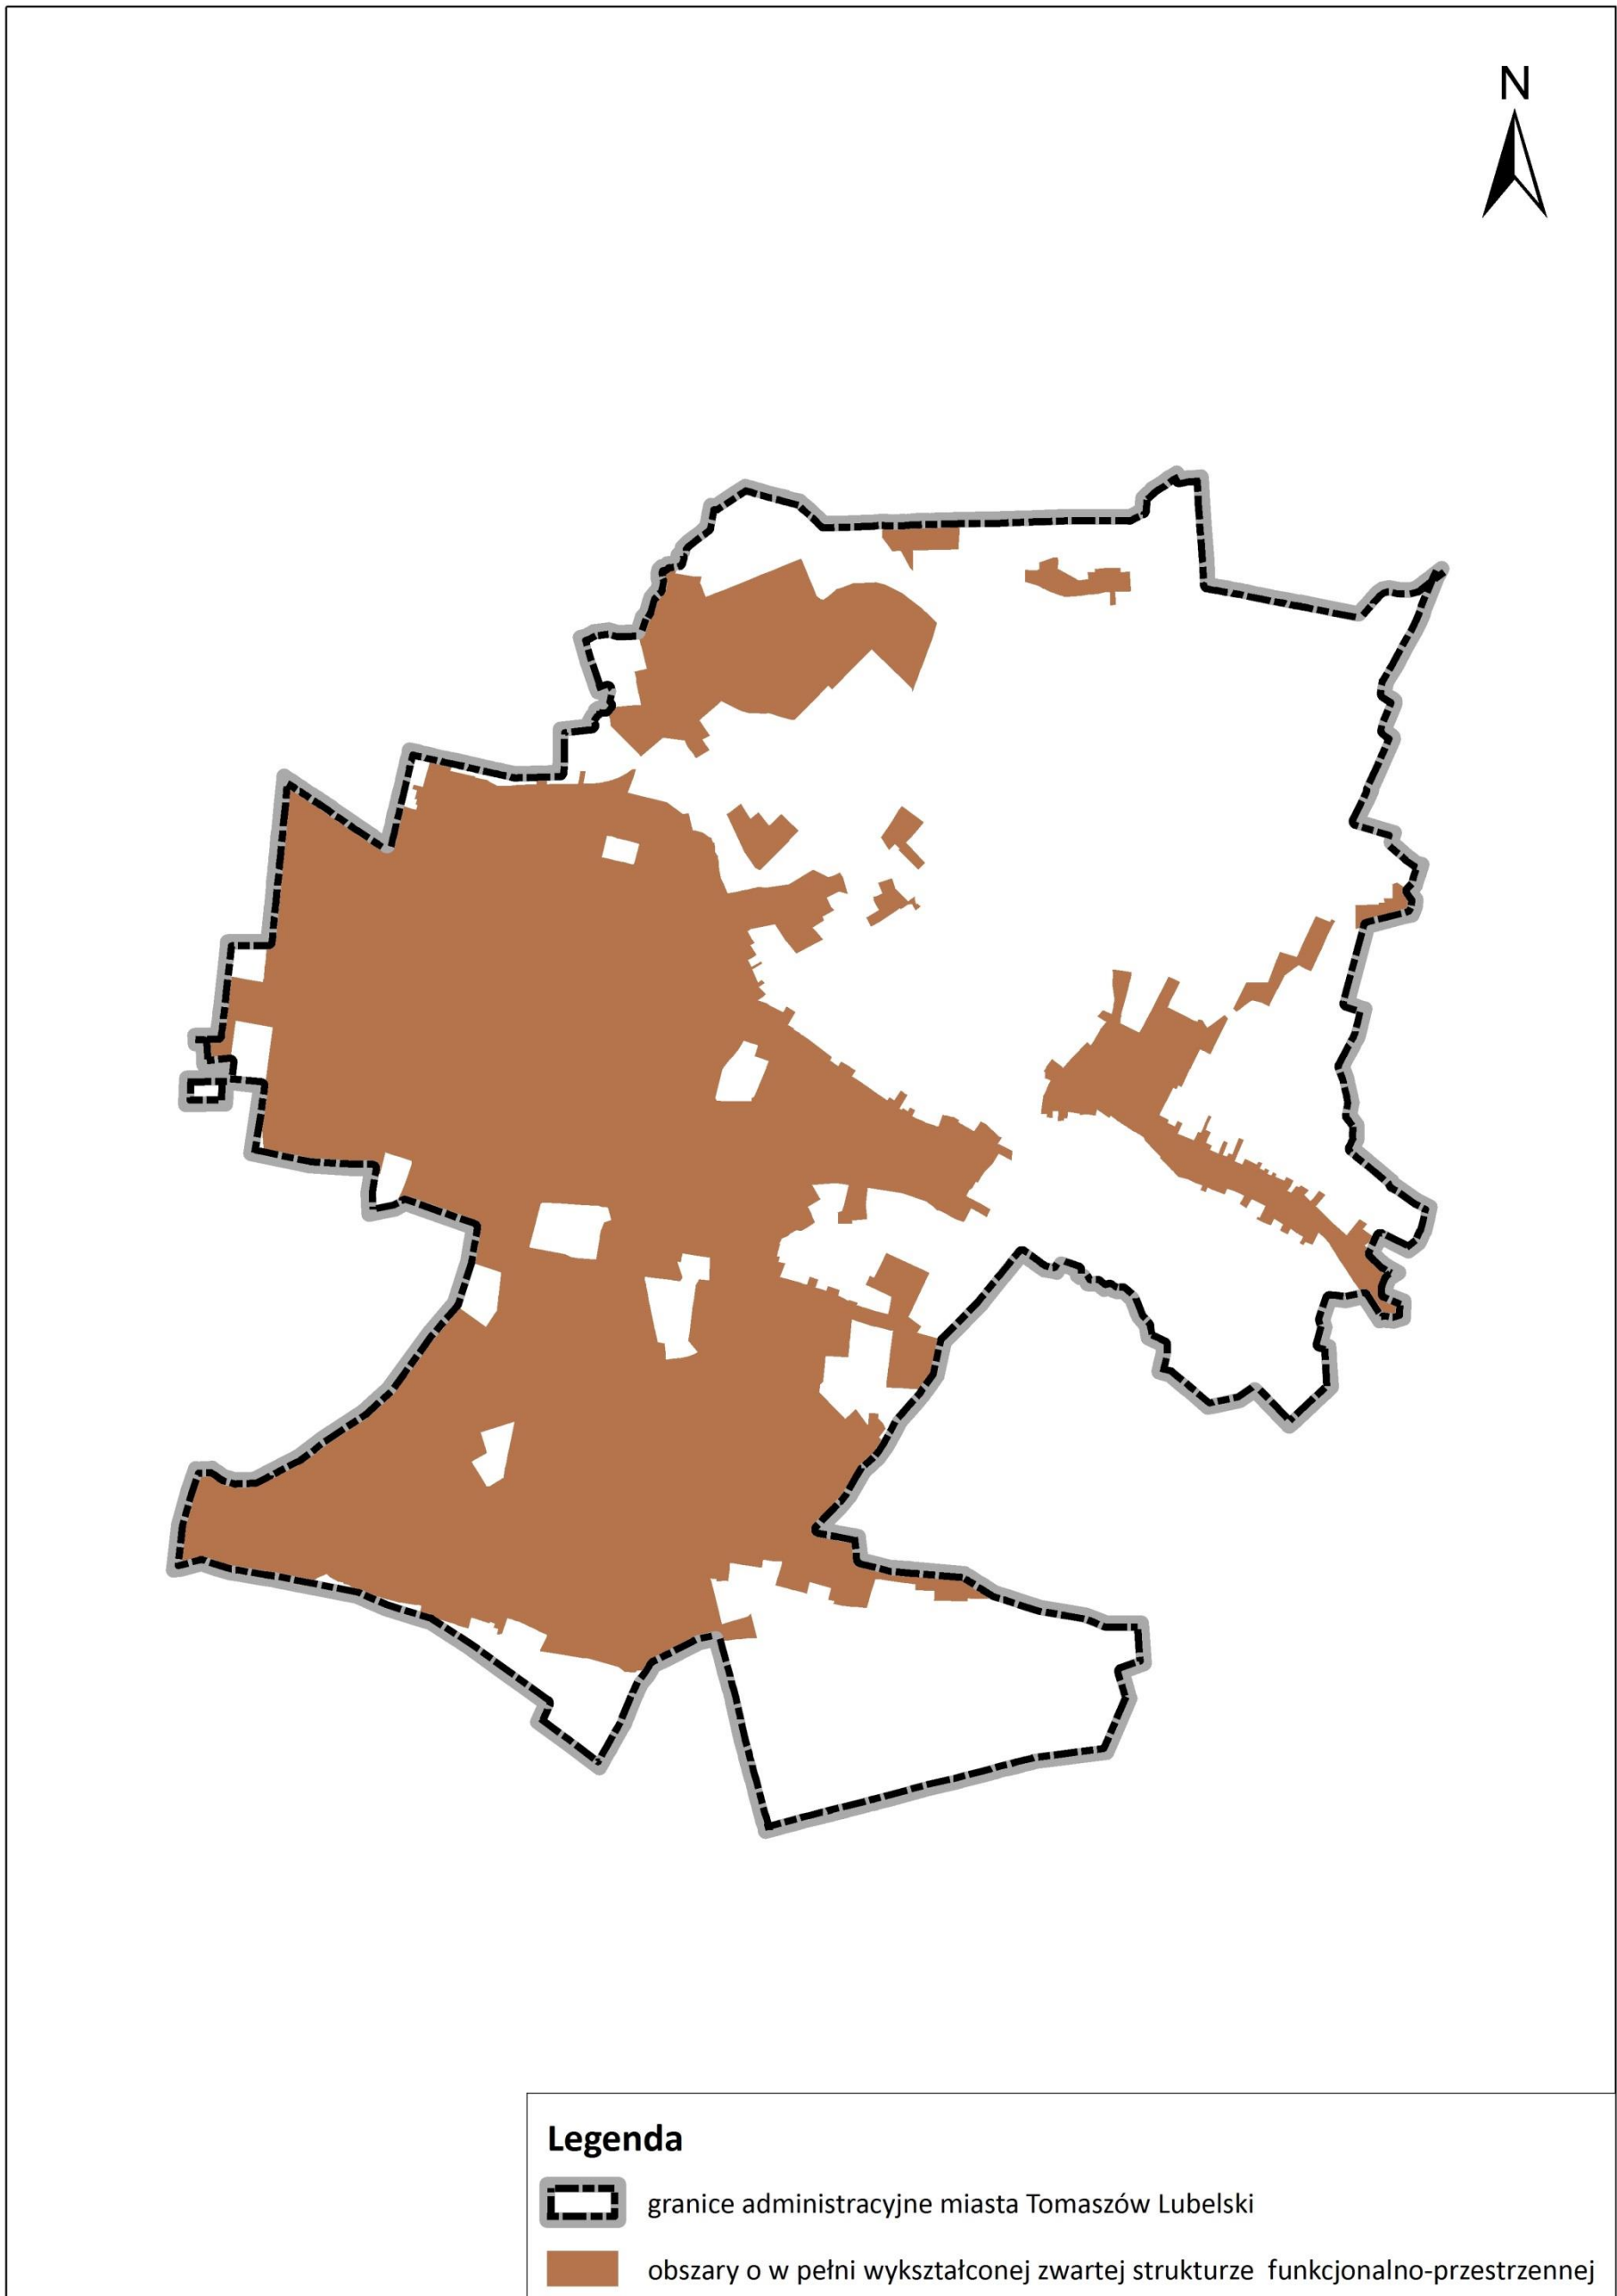 N
Legenda
granice administracyjne miasta Tomaszów Lubelski
obszary o w pełni wykształconej zwartej strukturze funkcjonalno-przestrzennej